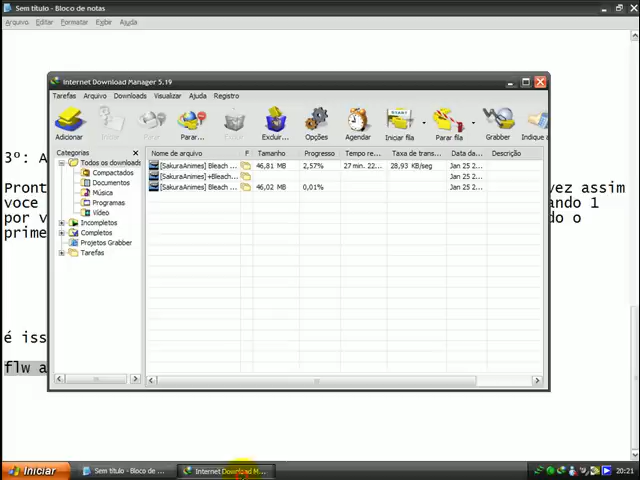 Sem título - Bloco de notas
Arquivo Editar Formatar Exibir Ajuda
Internet Download Manager 5.19
Tarefas Arquivo Downloads Visualizar Ajuda Registro
Adicionar Iniciar Parar Parar... Excluir Excluir... Opções Agendar Iniciar fila Parar fila Grabber Indique a
Categorias
Nome de arquivo F Tamanho Progresso Tempo re... Taxa de trans... Data da... Descrição
Todos os downloads
[SakuraAnimes] Bleach ... 46,81 MB 2,57% 27 min. 22... 28,93 KB/seg Jan 25 2...
Compactados
[SakuraAnimes]+Bleach... Jan 25 2...
Documentos
[SakuraAnimes] Bleach ... 46,02 MB 0,01% Jan 25 2...
Música
Programas
Vídeo
Incompletos
Completos
Projetos Grabber
Tarefas
3º: A
Pront vez assim
voce ando 1
por v do o
prime
é iss
flw a
Iniciar Sem título - Bloco de ... Internet Download M... 20:21